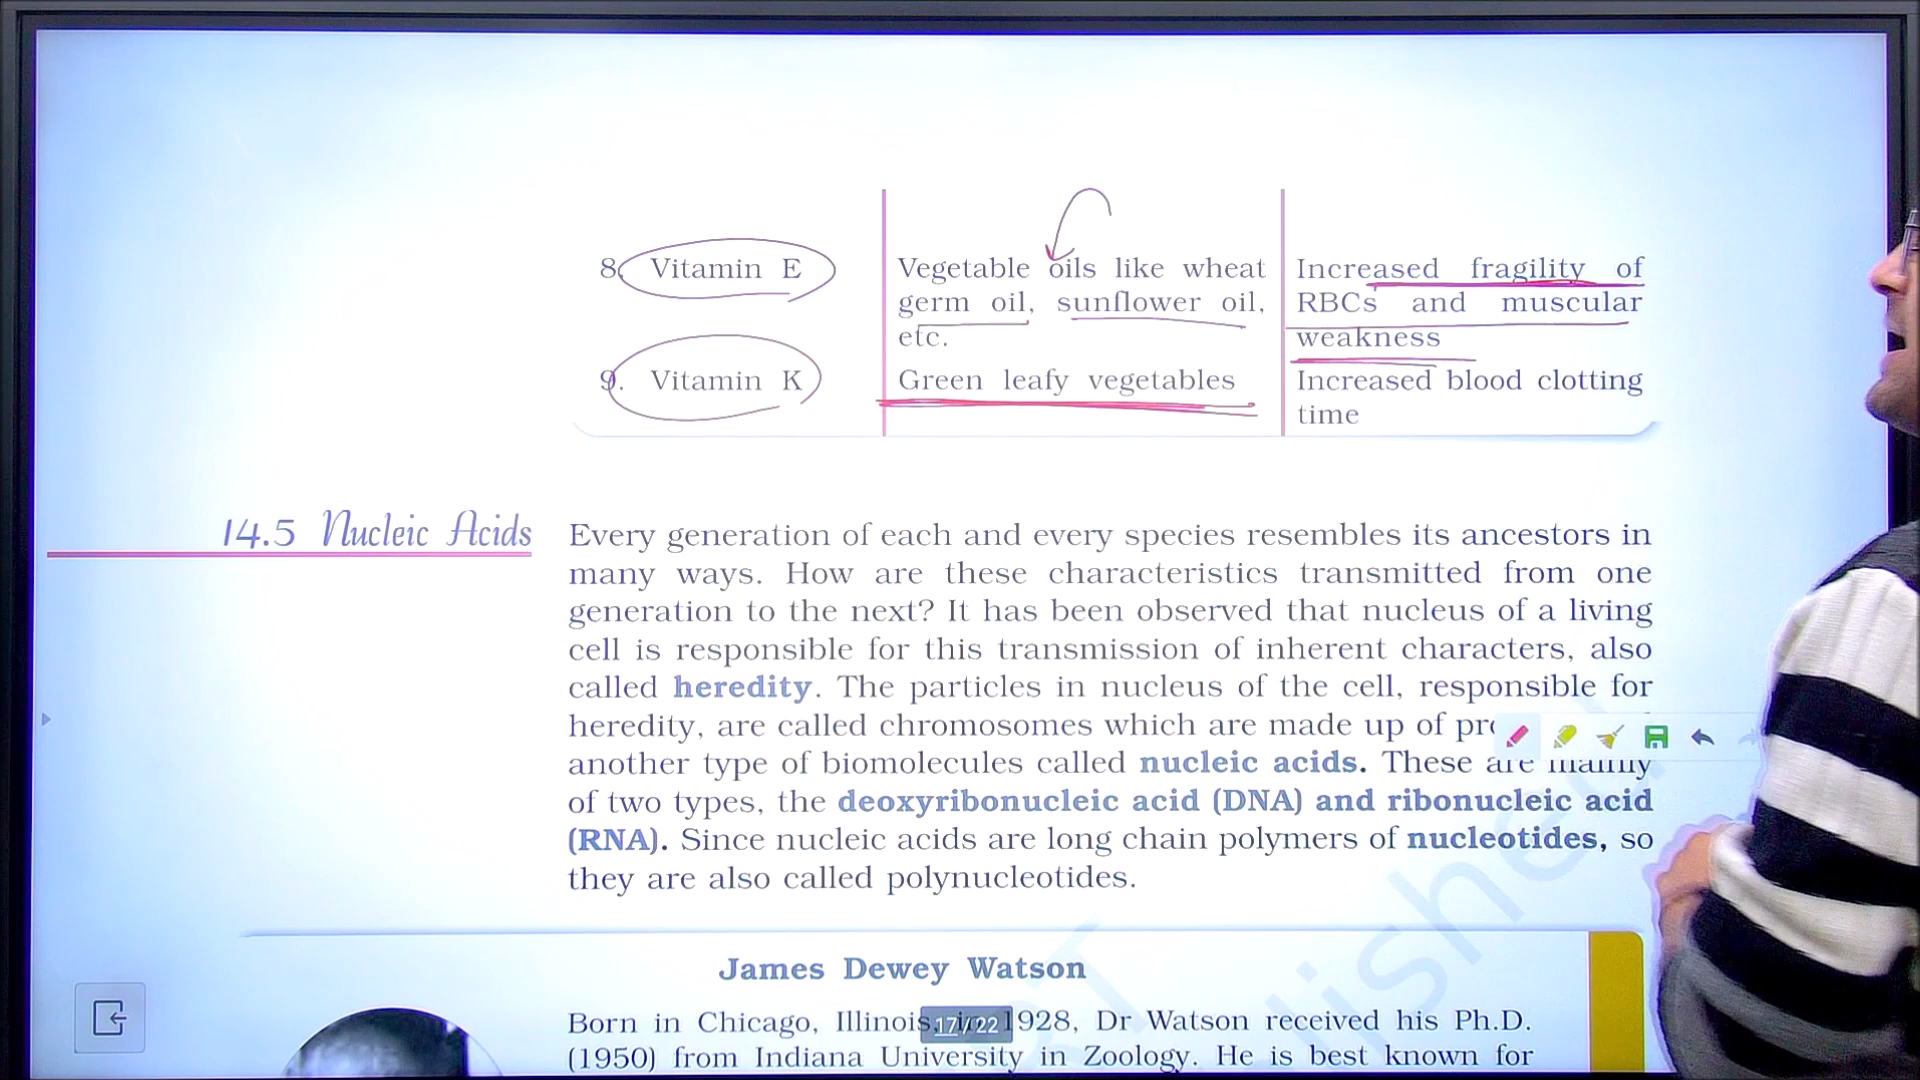 8. Vitamin E
Vegetable oils like wheat
germ oil, sunflower oil,
etc.
Increased fragility of
RBCs and muscular
weakness
9. Vitamin K
Green leafy vegetables
Increased blood clotting
time
14.5 Nucleic Acids
Every generation of each and every species resembles its ancestors in
many ways. How are these characteristics transmitted from one
generation to the next? It has been observed that nucleus of a living
cell is responsible for this transmission of inherent characters, also
called heredity. The particles in nucleus of the cell, responsible for
heredity, are called chromosomes which are made up of
another type of biomolecules called nucleic acids. These are mainly
of two types, the deoxyribonucleic acid (DNA) and ribonucleic acid
(RNA). Since nucleic acids are long chain polymers of nucleotides, so
they are also called polynucleotides.
James Dewey Watson
Born in Chicago, Illinois, in 1928, Dr Watson received his Ph.D.
17/22
(1950) from Indiana University in Zoology. He is best known for